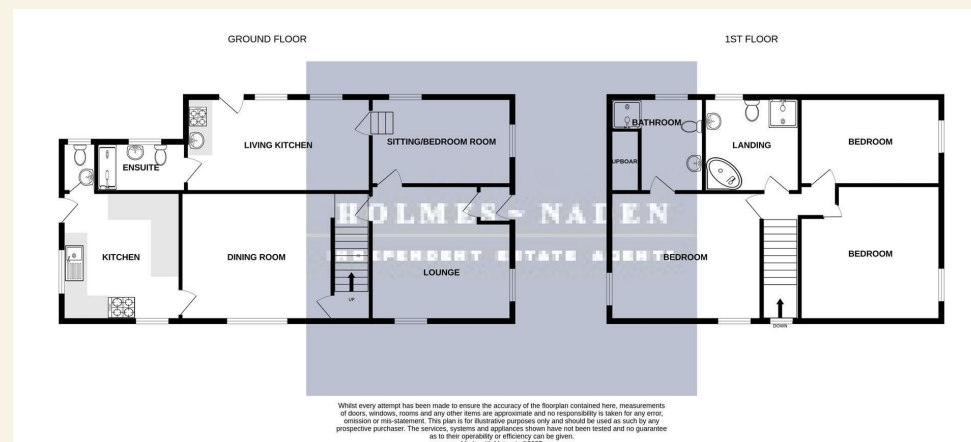 GROUND FLOOR
1ST FLOOR
BATHROOM
LIVING KITCHEN
SITTING/BEDROOM ROOM
LANDING
BEDROOM
ENSUITE
UPBOAR
HOLMES-NADEN
INDEPENDENT ESTATE AGENT
KITCHEN
DINING ROOM
LOUNGE
BEDROOM
BEDROOM
UP
DOWN
Whilst every attempt has been made to ensure the accuracy of the floorplan contained here, measurements
of doors, windows, rooms and any other items are approximate and no responsibility is taken for any error,
omission or mis-statement. This plan is for illustrative purposes only and should be used as such by any
prospective purchaser. The services, systems and appliances shown have not been tested and no guarantee
as to their operability or efficiency can be given.